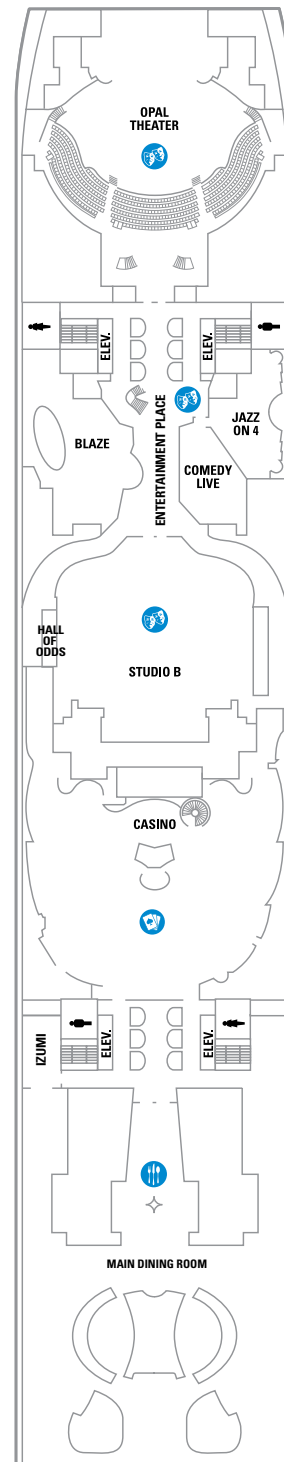 OPAL
THEATER
ELEV.
ELEV.
ENTERTAINMENT PLACE
BLAZE
JAZZ
ON 4
COMEDY
LIVE
HALL
OF
ODDS
STUDIO B
CASINO
IZUMI
ELEV.
ELEV.
MAIN DINING ROOM